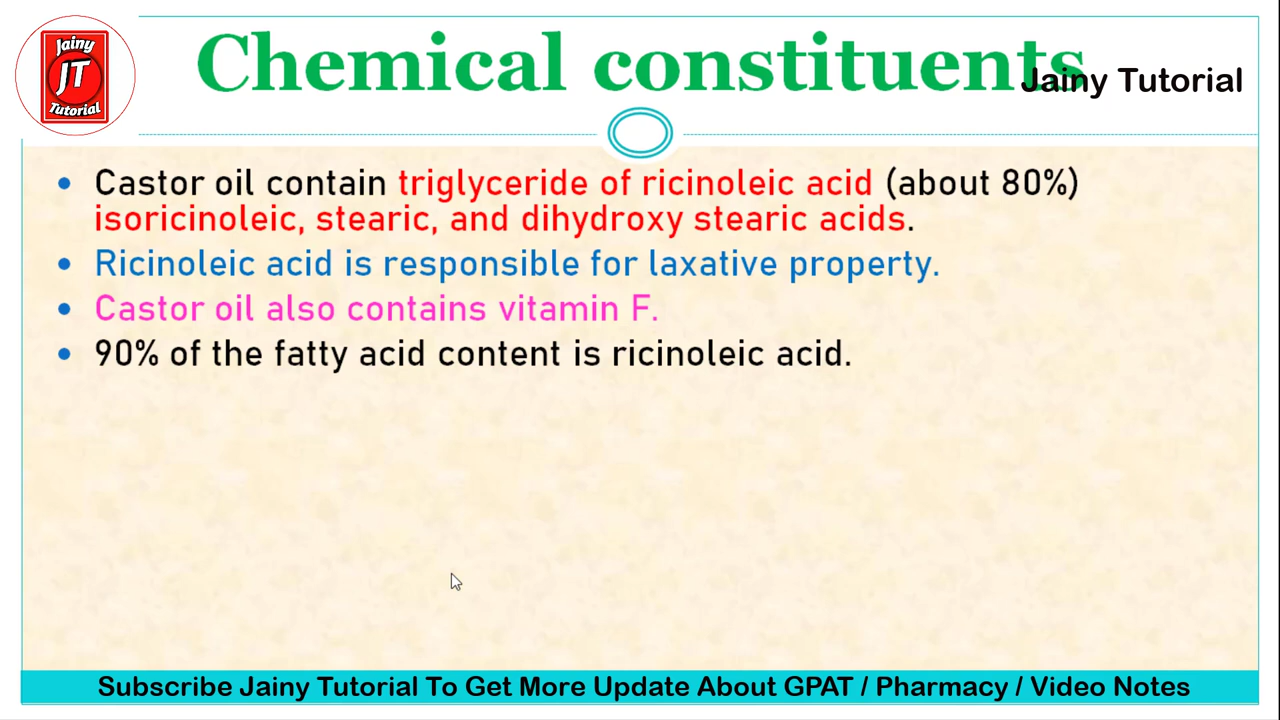 Jainy
JT
Tutorial
Chemical constituents
Jainy Tutorial
• Castor oil contain triglyceride of ricinoleic acid (about 80%)
isoricinoleic, stearic, and dihydroxy stearic acids.
• Ricinoleic acid is responsible for laxative property.
• Castor oil also contains vitamin F.
• 90% of the fatty acid content is ricinoleic acid.
Subscribe Jainy Tutorial To Get More Update About GPAT / Pharmacy / Video Notes